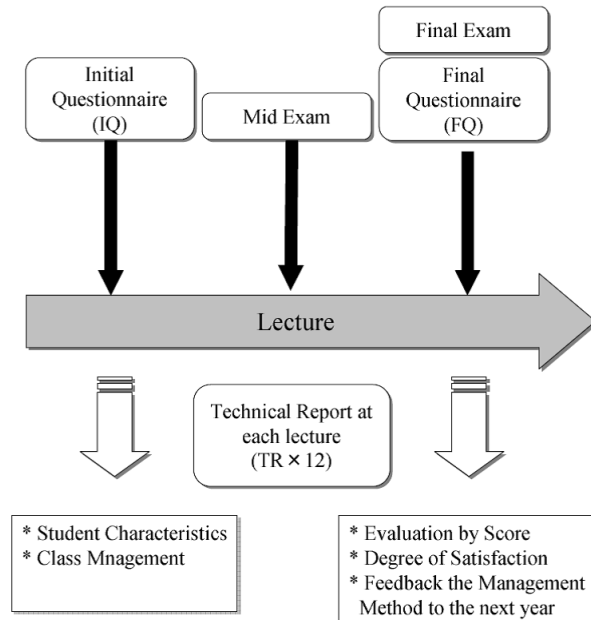 Final Exam
Initial
Questionnaire
(IQ)
Mid Exam
Final
Questionnaire
(FQ)
Lecture
Technical Report at
each lecture
(TR × 12)
* Student Characteristics
* Class Mnagement
* Evaluation by Score
* Degree of Satisfaction
* Feedback the Management
Method to the next year